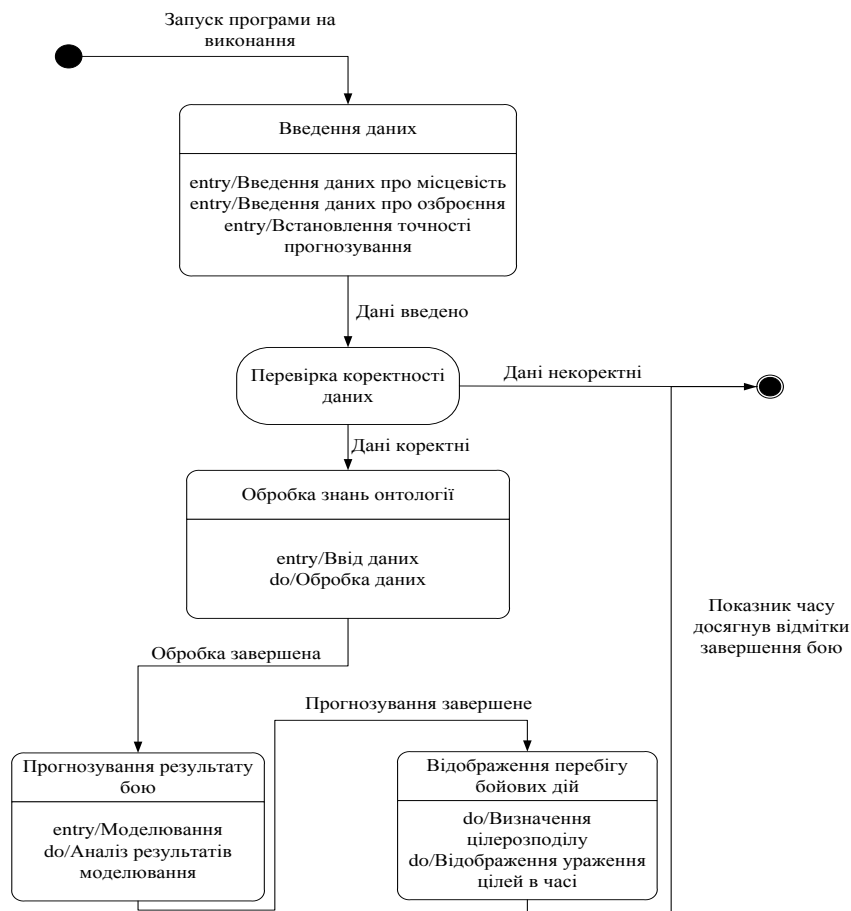 Запуск програми на
виконання
Введення даних
entry/Введення даних про місцевість
entry/Введення даних про озброєння
entry/Встановлення точності
прогнозування
Дані введено
Перевірка коректності
даних
Дані некоректні
Дані коректні
Обробка знань онтології
entry/Ввід даних
do/Обробка даних
Показник часу
досягнув відмітки
завершення бою
Обробка завершена
Прогнозування завершене
Прогнозування результату
бою
entry/Моделювання
do/Аналіз результатів
моделювання
Відображення перебігу
бойових дій
do/Визначення
цілерозподілу
do/Відображення ураження
цілей в часі